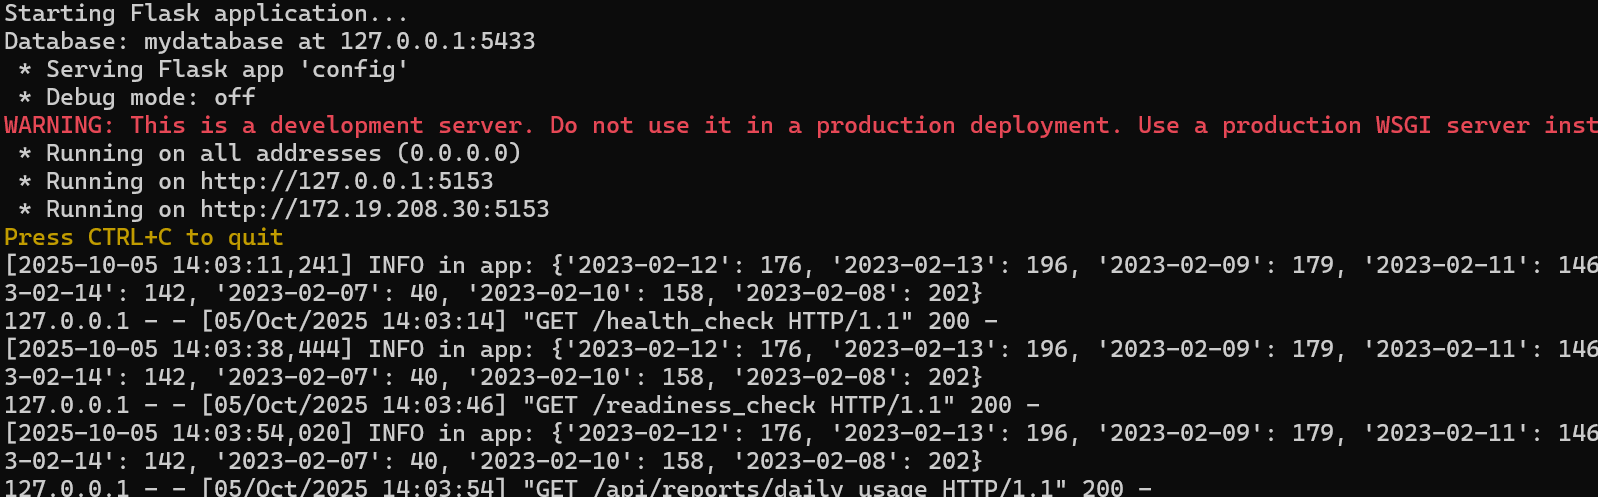 Starting Flask application...
Database: mydatabase at 127.0.0.1:5433
 * Serving Flask app 'config'
 * Debug mode: off
WARNING: This is a development server. Do not use it in a production deployment. Use a production WSGI server inst
 * Running on all addresses (0.0.0.0)
 * Running on http://127.0.0.1:5153
 * Running on http://172.19.208.30:5153
Press CTRL+C to quit
[2025-10-05 14:03:11,241] INFO in app: {'2023-02-12': 176, '2023-02-13': 196, '2023-02-09': 179, '2023-02-11': 146
3-02-14': 142, '2023-02-07': 40, '2023-02-10': 158, '2023-02-08': 202}
127.0.0.1 - - [05/Oct/2025 14:03:14] "GET /health_check HTTP/1.1" 200 -
[2025-10-05 14:03:38,444] INFO in app: {'2023-02-12': 176, '2023-02-13': 196, '2023-02-09': 179, '2023-02-11': 146
3-02-14': 142, '2023-02-07': 40, '2023-02-10': 158, '2023-02-08': 202}
127.0.0.1 - - [05/Oct/2025 14:03:46] "GET /readiness_check HTTP/1.1" 200 -
[2025-10-05 14:03:54,020] INFO in app: {'2023-02-12': 176, '2023-02-13': 196, '2023-02-09': 179, '2023-02-11': 146
3-02-14': 142, '2023-02-07': 40, '2023-02-10': 158, '2023-02-08': 202}
127.0.0.1 - - [05/Oct/2025 14:03:54] "GET /api/reports/daily_usage HTTP/1.1" 200 -